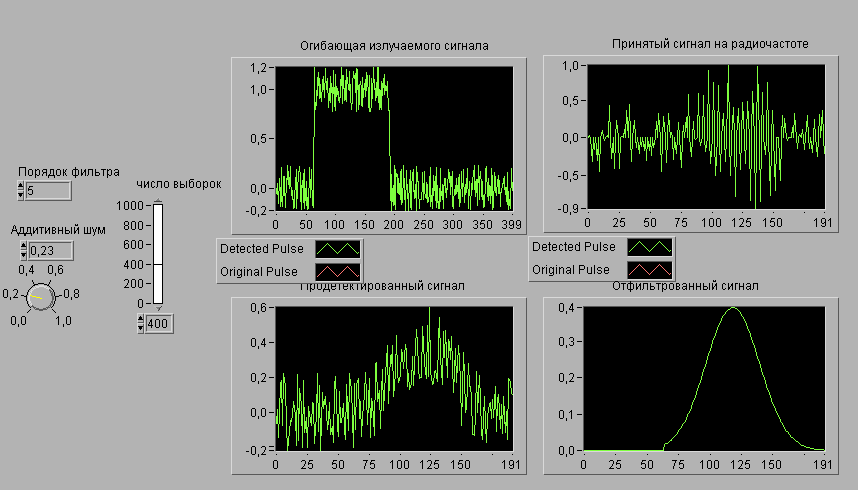 Огибающая излучаемого сигнала
Принятый сигнал на радиочастоте
1,2
1,0
0,5
0,0
-0,2
0 50 100 150 200 250 300 350 399
1,0
0,5
0,0
-0,5
-0,9
0 25 50 75 100 125 150 191
Порядок фильтра
5
Аддитивный шум
0,23
0,4 0,6
0,2 0,8
0,0 1,0
число выборок
1000
800
600
400
200
0
400
Detected Pulse
Original Pulse
Detected Pulse
Original Pulse
Продетектированный сигнал
Отфильтрованный сигнал
0,6
0,4
0,2
0,0
-0,2
0 25 50 75 100 125 150 191
0,4
0,3
0,2
0,1
0,0
0 25 50 75 100 125 150 191